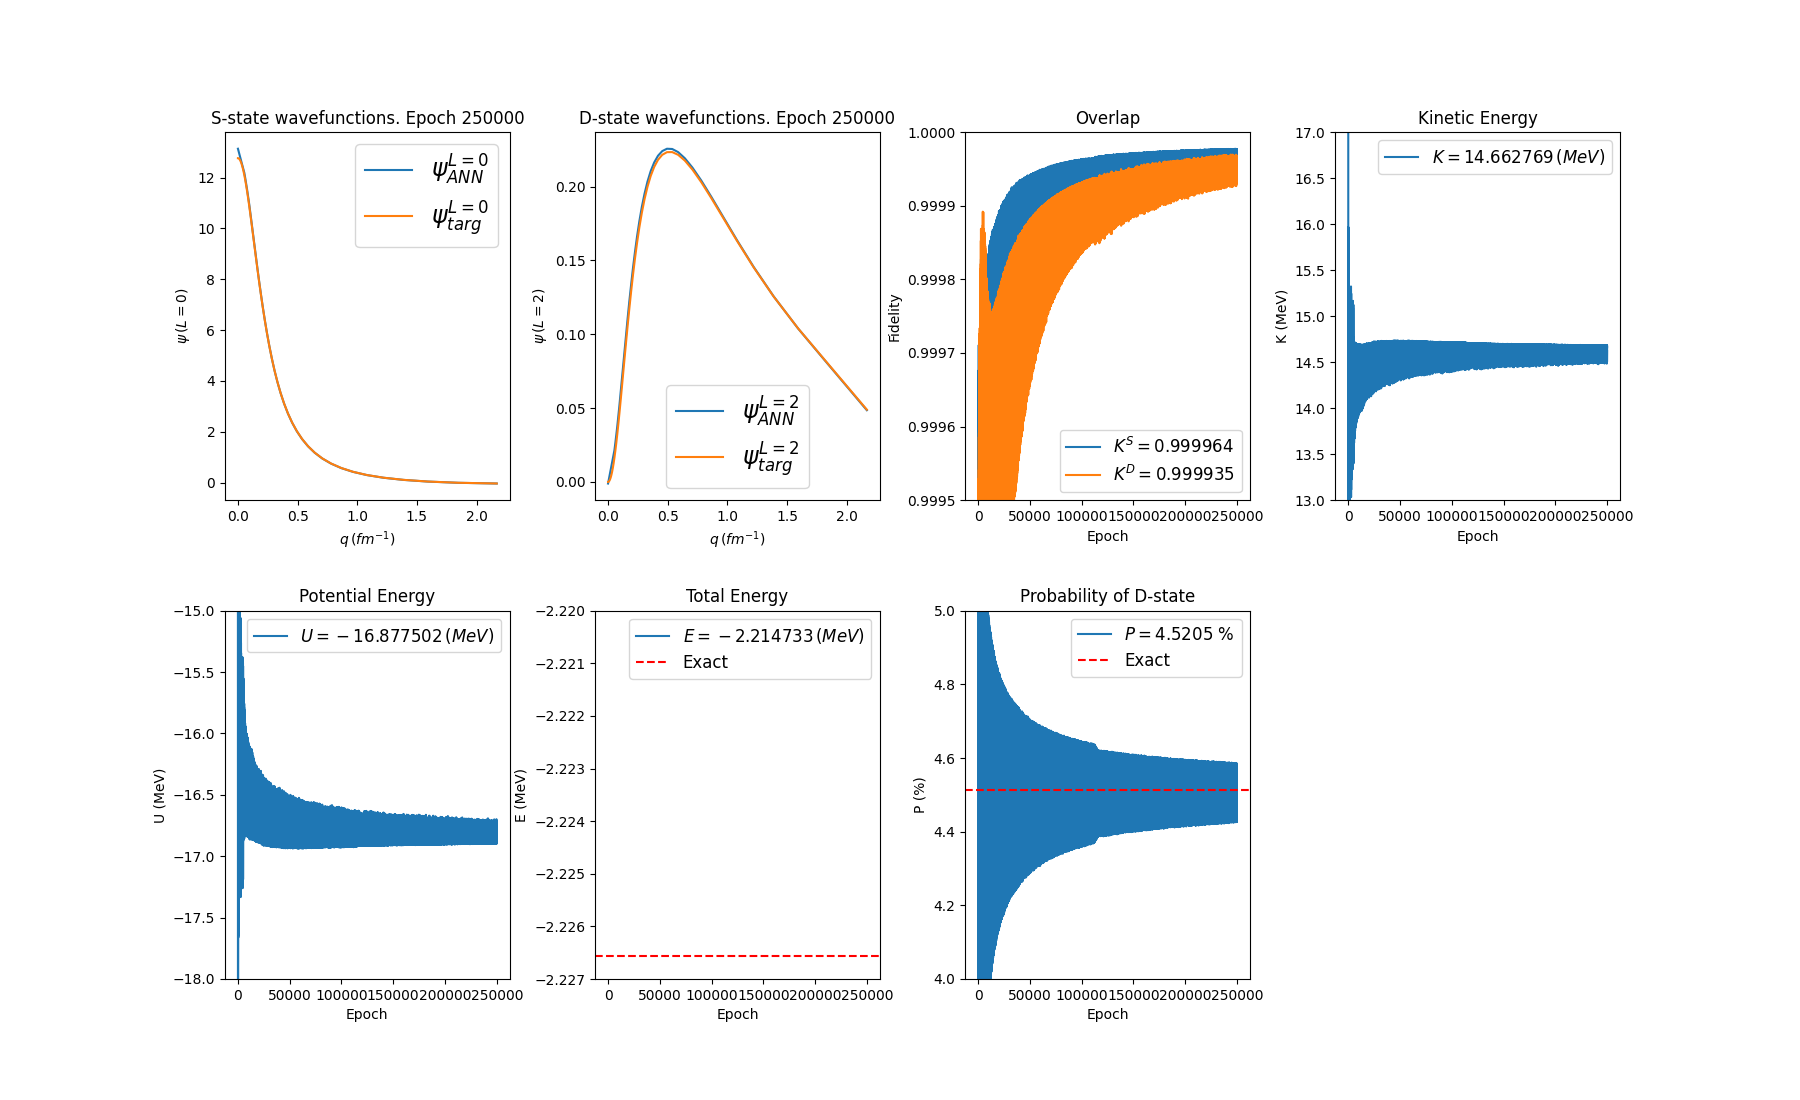 S-state wavefunctions. Epoch 250000
ψ^{L=0}_{ANN}
ψ^{L=0}_{targ}
12
10
8
6
4
2
0
ψ(L=0)
0.0 0.5 1.0 1.5 2.0
q (fm^{-1})
D-state wavefunctions. Epoch 250000
ψ^{L=2}_{ANN}
ψ^{L=2}_{targ}
0.20
0.15
0.10
0.05
0.00
ψ(L=2)
0.0 0.5 1.0 1.5 2.0
q (fm^{-1})
Overlap
1.0000
0.9999
0.9998
0.9997
0.9996
0.9995
Fidelity
K^S = 0.999964
K^D = 0.999935
0 50000 100000 150000 200000 250000
Epoch
Kinetic Energy
K = 14.662769 (MeV)
17.0
16.5
16.0
15.5
15.0
14.5
14.0
13.5
13.0
K (MeV)
0 50000 100000 150000 200000 250000
Epoch
Potential Energy
U = −16.877502 (MeV)
−15.0
−15.5
−16.0
−16.5
−17.0
−17.5
−18.0
U (MeV)
0 50000 100000 150000 200000 250000
Epoch
Total Energy
E = −2.214733 (MeV)
Exact
−2.220
−2.221
−2.222
−2.223
−2.224
−2.225
−2.226
−2.227
E (MeV)
0 50000 100000 150000 200000 250000
Epoch
Probability of D-state
P = 4.5205 %
Exact
5.0
4.8
4.6
4.4
4.2
4.0
P (%)
0 50000 100000 150000 200000 250000
Epoch